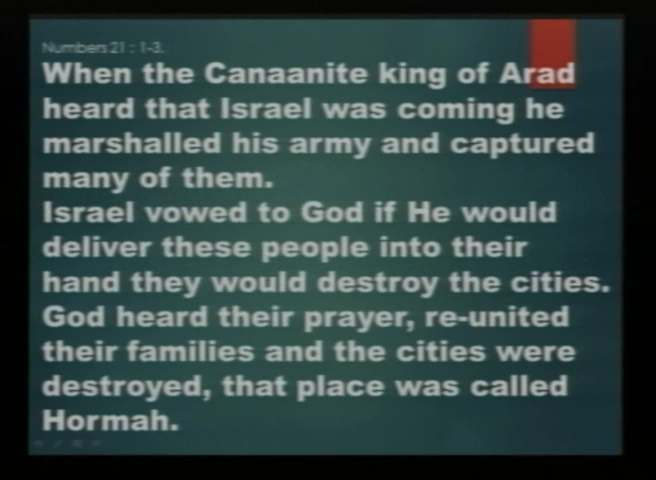 Numbers 21 : 1-3.
When the Canaanite king of Arad
heard that Israel was coming he
marshalled his army and captured
many of them.
Israel vowed to God if He would
deliver these people into their
hand they would destroy the cities.
God heard their prayer, re-united
their families and the cities were
destroyed, that place was called
Hormah.